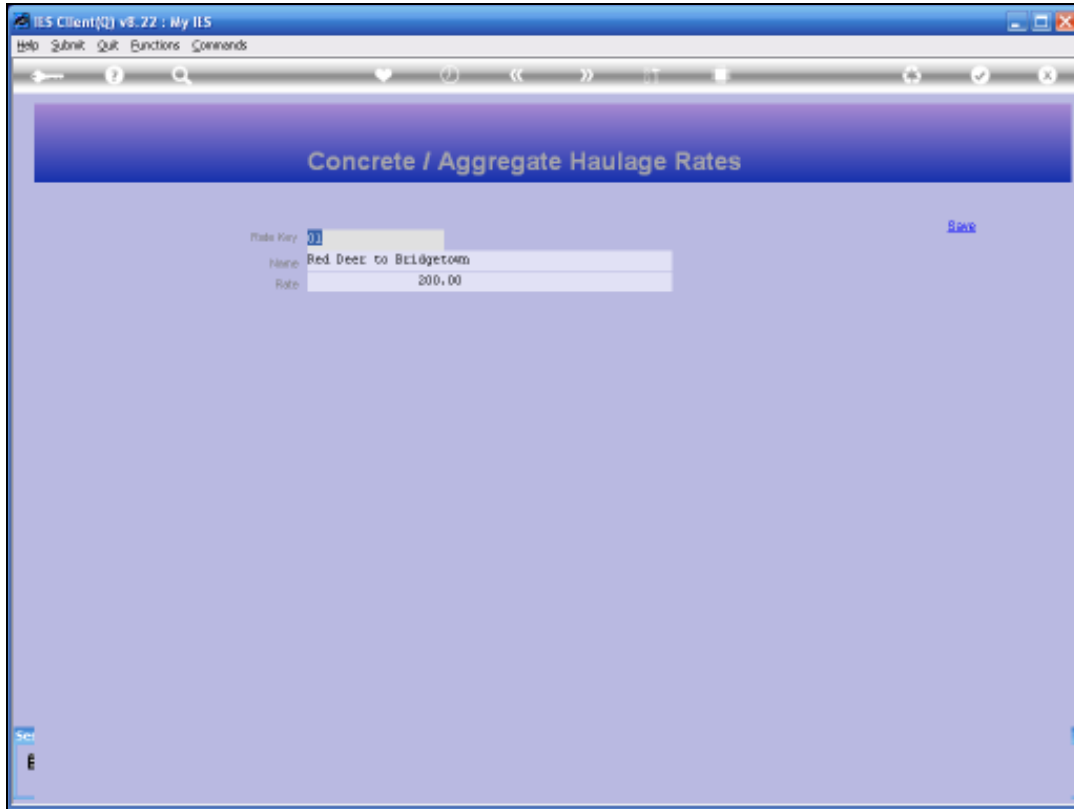 IES Client(Q) v8.22 : My IES
Help Submit Quit Functions Commands
Concrete / Aggregate Haulage Rates
Save
Rate Key 01
Name Red Deer to Bridgetown
Rate 200.00